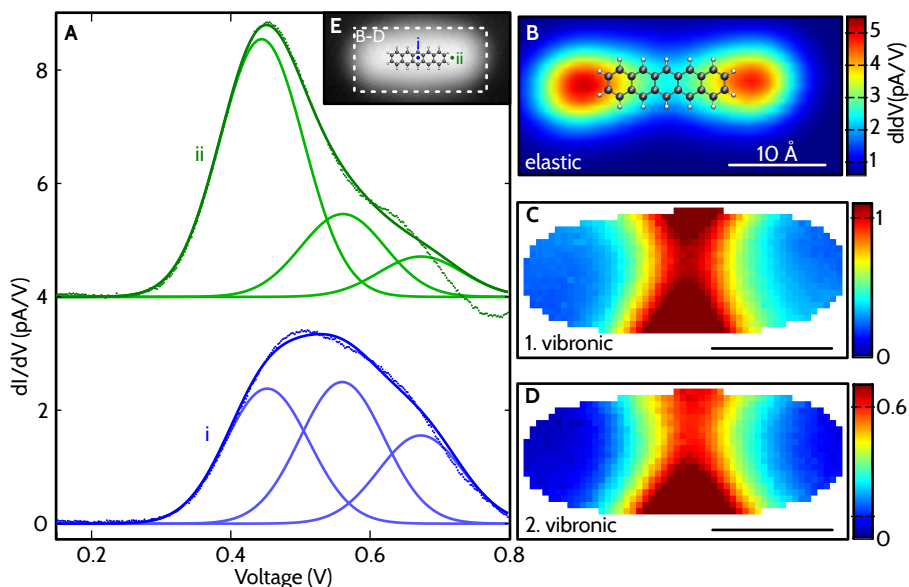 A
8
6
4
2
0
dI/dV (pA/V)
ii
i
0.2
0.4
0.6
0.8
Voltage (V)
E
B-D
i
ii
B
elastic
10 Å
5
4
3
2
1
dIdV(pA/V)
C
1. vibronic
1
0
D
2. vibronic
0.6
0